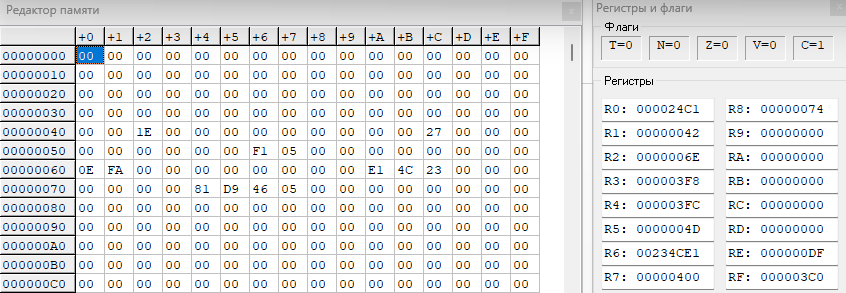 Редактор памяти
+0 +1 +2 +3 +4 +5 +6 +7 +8 +9 +A +B +C +D +E +F
00000000 00 00 00 00 00 00 00 00 00 00 00 00 00 00 00 00
00000010 00 00 00 00 00 00 00 00 00 00 00 00 00 00 00 00
00000020 00 00 00 00 00 00 00 00 00 00 00 00 00 00 00 00
00000030 00 00 00 00 00 00 00 00 00 00 00 00 00 00 00 00
00000040 00 00 1E 00 00 00 00 00 00 00 00 00 27 00 00 00
00000050 00 00 00 00 00 00 F1 05 00 00 00 00 00 00 00 00
00000060 0E FA 00 00 00 00 00 00 00 00 E1 4C 23 00 00 00
00000070 00 00 00 00 81 D9 46 05 00 00 00 00 00 00 00 00
00000080 00 00 00 00 00 00 00 00 00 00 00 00 00 00 00 00
00000090 00 00 00 00 00 00 00 00 00 00 00 00 00 00 00 00
000000A0 00 00 00 00 00 00 00 00 00 00 00 00 00 00 00 00
000000B0 00 00 00 00 00 00 00 00 00 00 00 00 00 00 00 00
000000C0 00 00 00 00 00 00 00 00 00 00 00 00 00 00 00 00
Регистры и флаги
Флаги
T=0 N=0 Z=0 V=0 C=1
Регистры
R0: 000024C1 R8: 00000074
R1: 00000042 R9: 00000000
R2: 0000006E RA: 00000000
R3: 000003F8 RB: 00000000
R4: 000003FC RC: 00000000
R5: 0000004D RD: 00000000
R6: 00234CE1 RE: 000000DF
R7: 00000400 RF: 000003C0